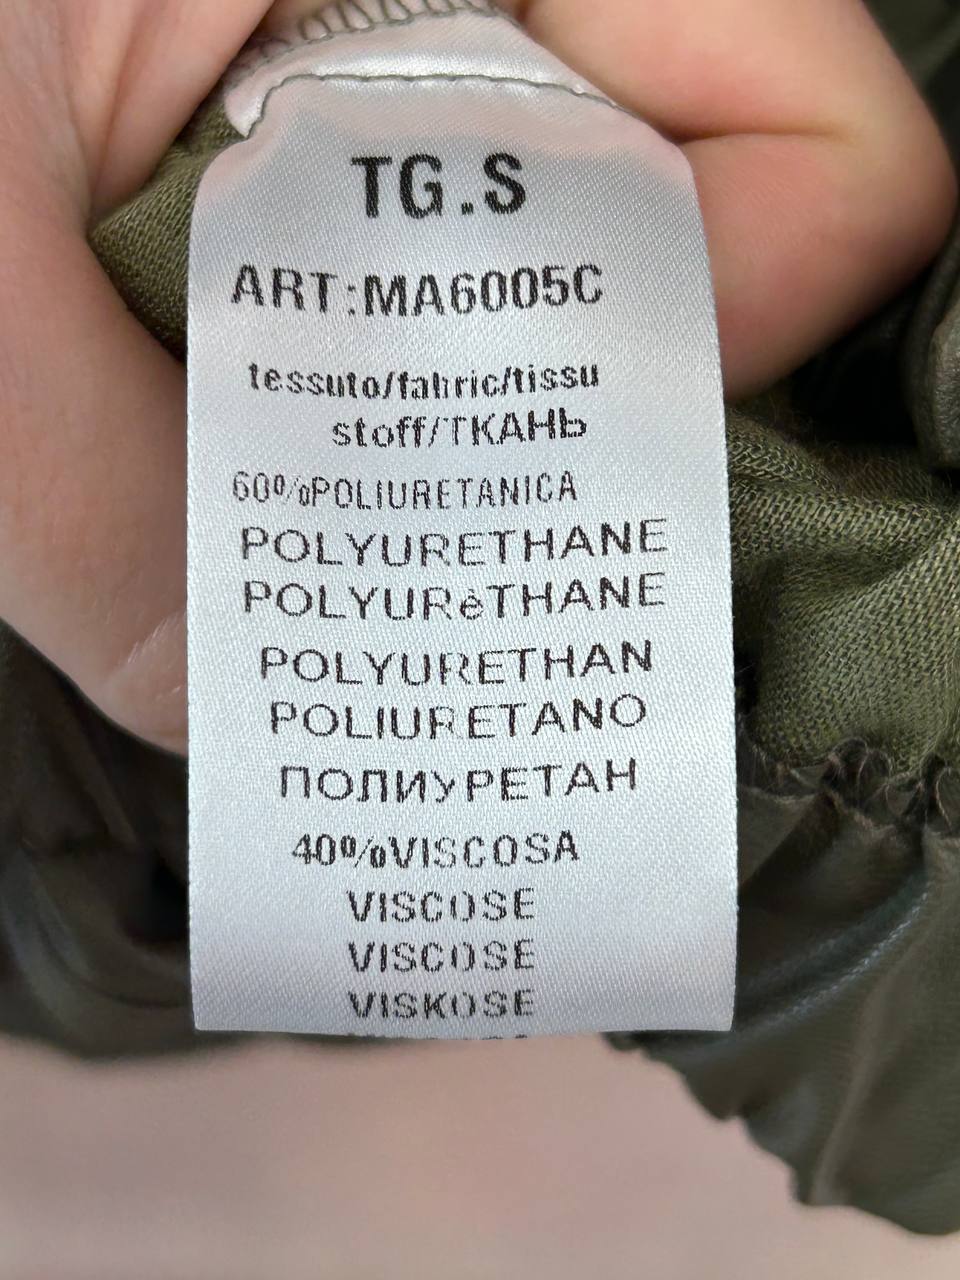 TG.S
ART:MA6005C
tessuto/fabric/tissu
stoff/ТКАНЬ
60%POLIURETANICA
POLYURETHANE
POLYURèTHANE
POLYURETHAN
POLIURETANO
ПОЛИУРЕТАН
40%VISCOSA
VISCOSE
VISCOSE
VISKOSE